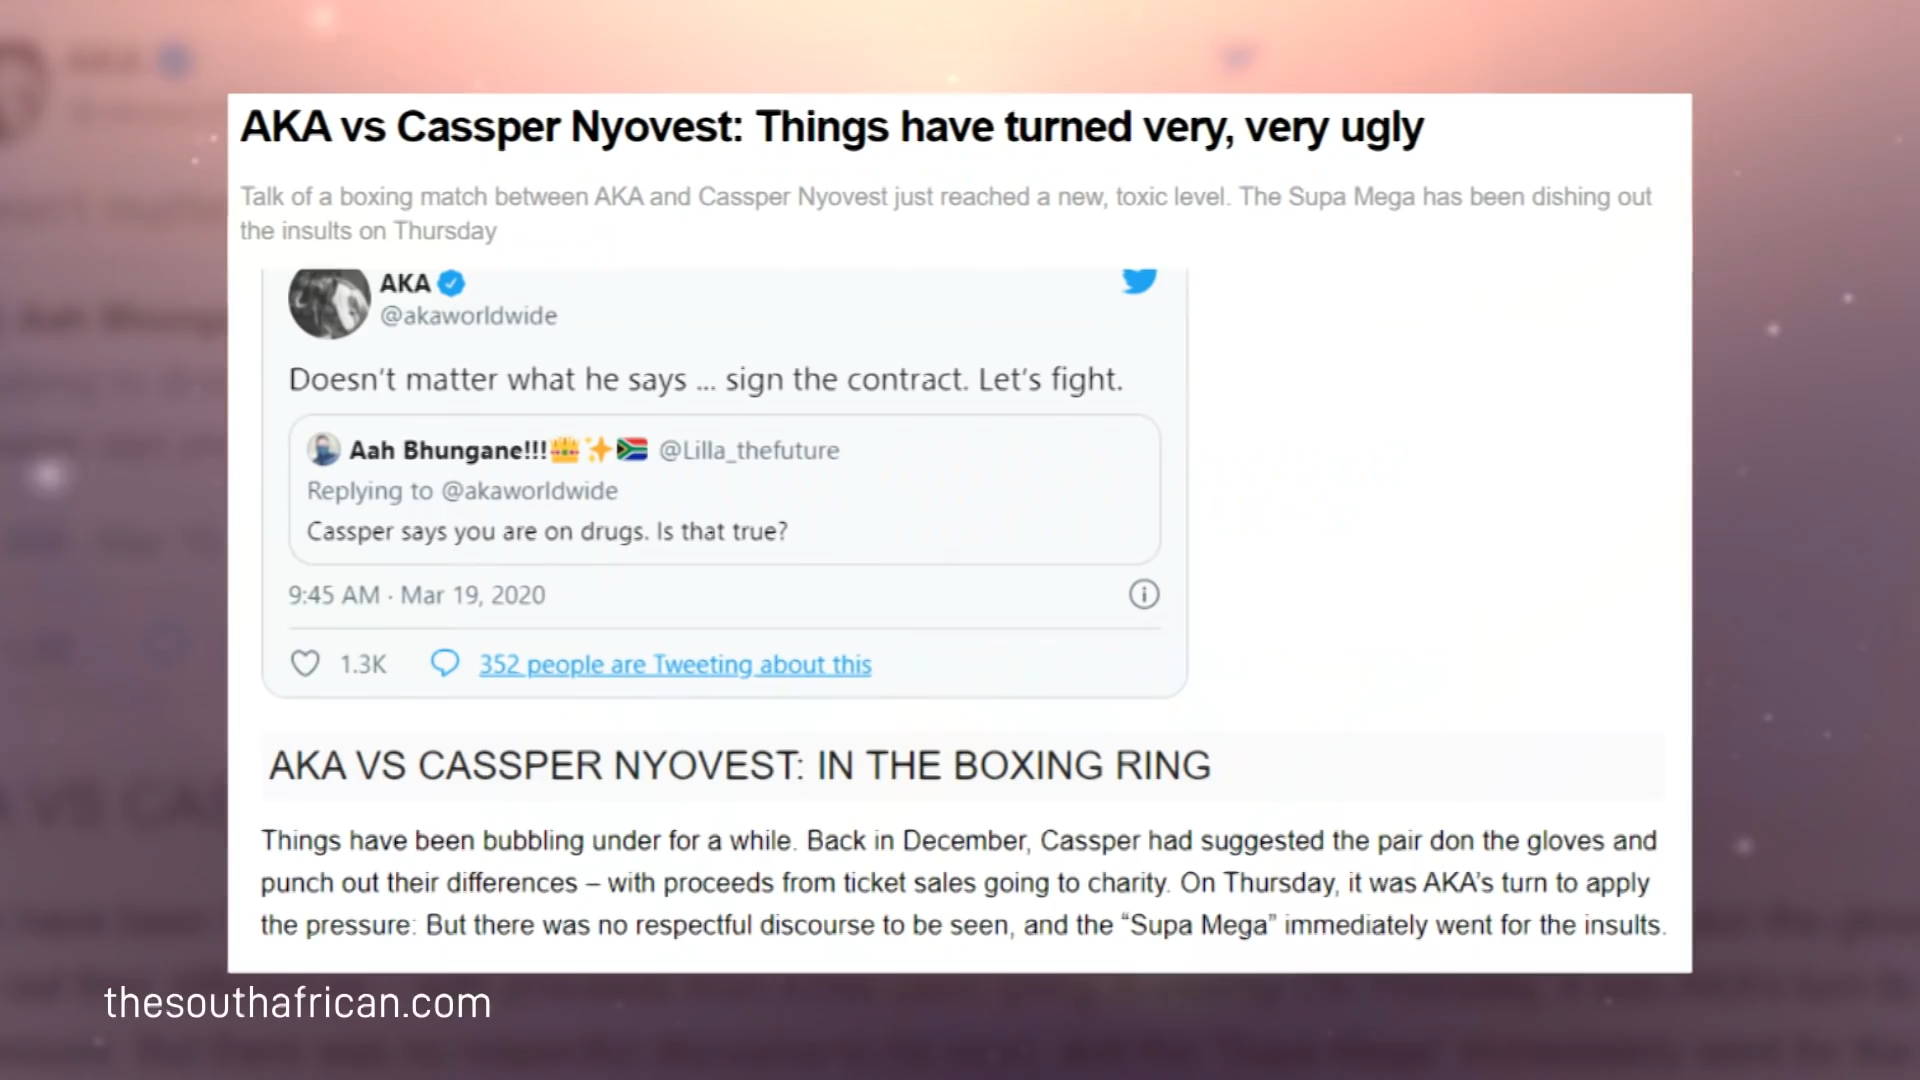 AKA vs Cassper Nyovest: Things have turned very, very ugly
Talk of a boxing match between AKA and Cassper Nyovest just reached a new, toxic level. The Supa Mega has been dishing out
the insults on Thursday
AKA
@akaworldwide
Doesn't matter what he says ... sign the contract. Let's fight.
Aah Bhungane!!!👑✨🇿🇦 @Lilla_thefuture
Replying to @akaworldwide
Cassper says you are on drugs. Is that true?
9:45 AM · Mar 19, 2020
1.3K 352 people are Tweeting about this
AKA VS CASSPER NYOVEST: IN THE BOXING RING
Things have been bubbling under for a while. Back in December, Cassper had suggested the pair don the gloves and
punch out their differences – with proceeds from ticket sales going to charity. On Thursday, it was AKA's turn to apply
the pressure: But there was no respectful discourse to be seen, and the “Supa Mega” immediately went for the insults.
thesouthafrican.com